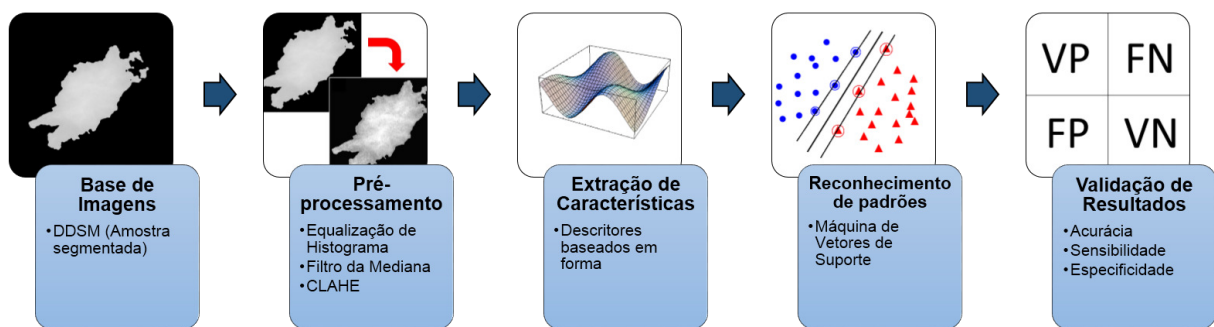 VP FN
FP VN
Base de
Imagens
•DDSM (Amostra
segmentada)
Pré-
processamento
•Equalização de
Histograma
•Filtro da Mediana
•CLAHE
Extração de
Características
•Descritores
baseados em
forma
Reconhecimento
de padrões
•Máquina de
Vetores de
Suporte
Validação de
Resultados
•Acurácia
•Sensibilidade
•Especificidade